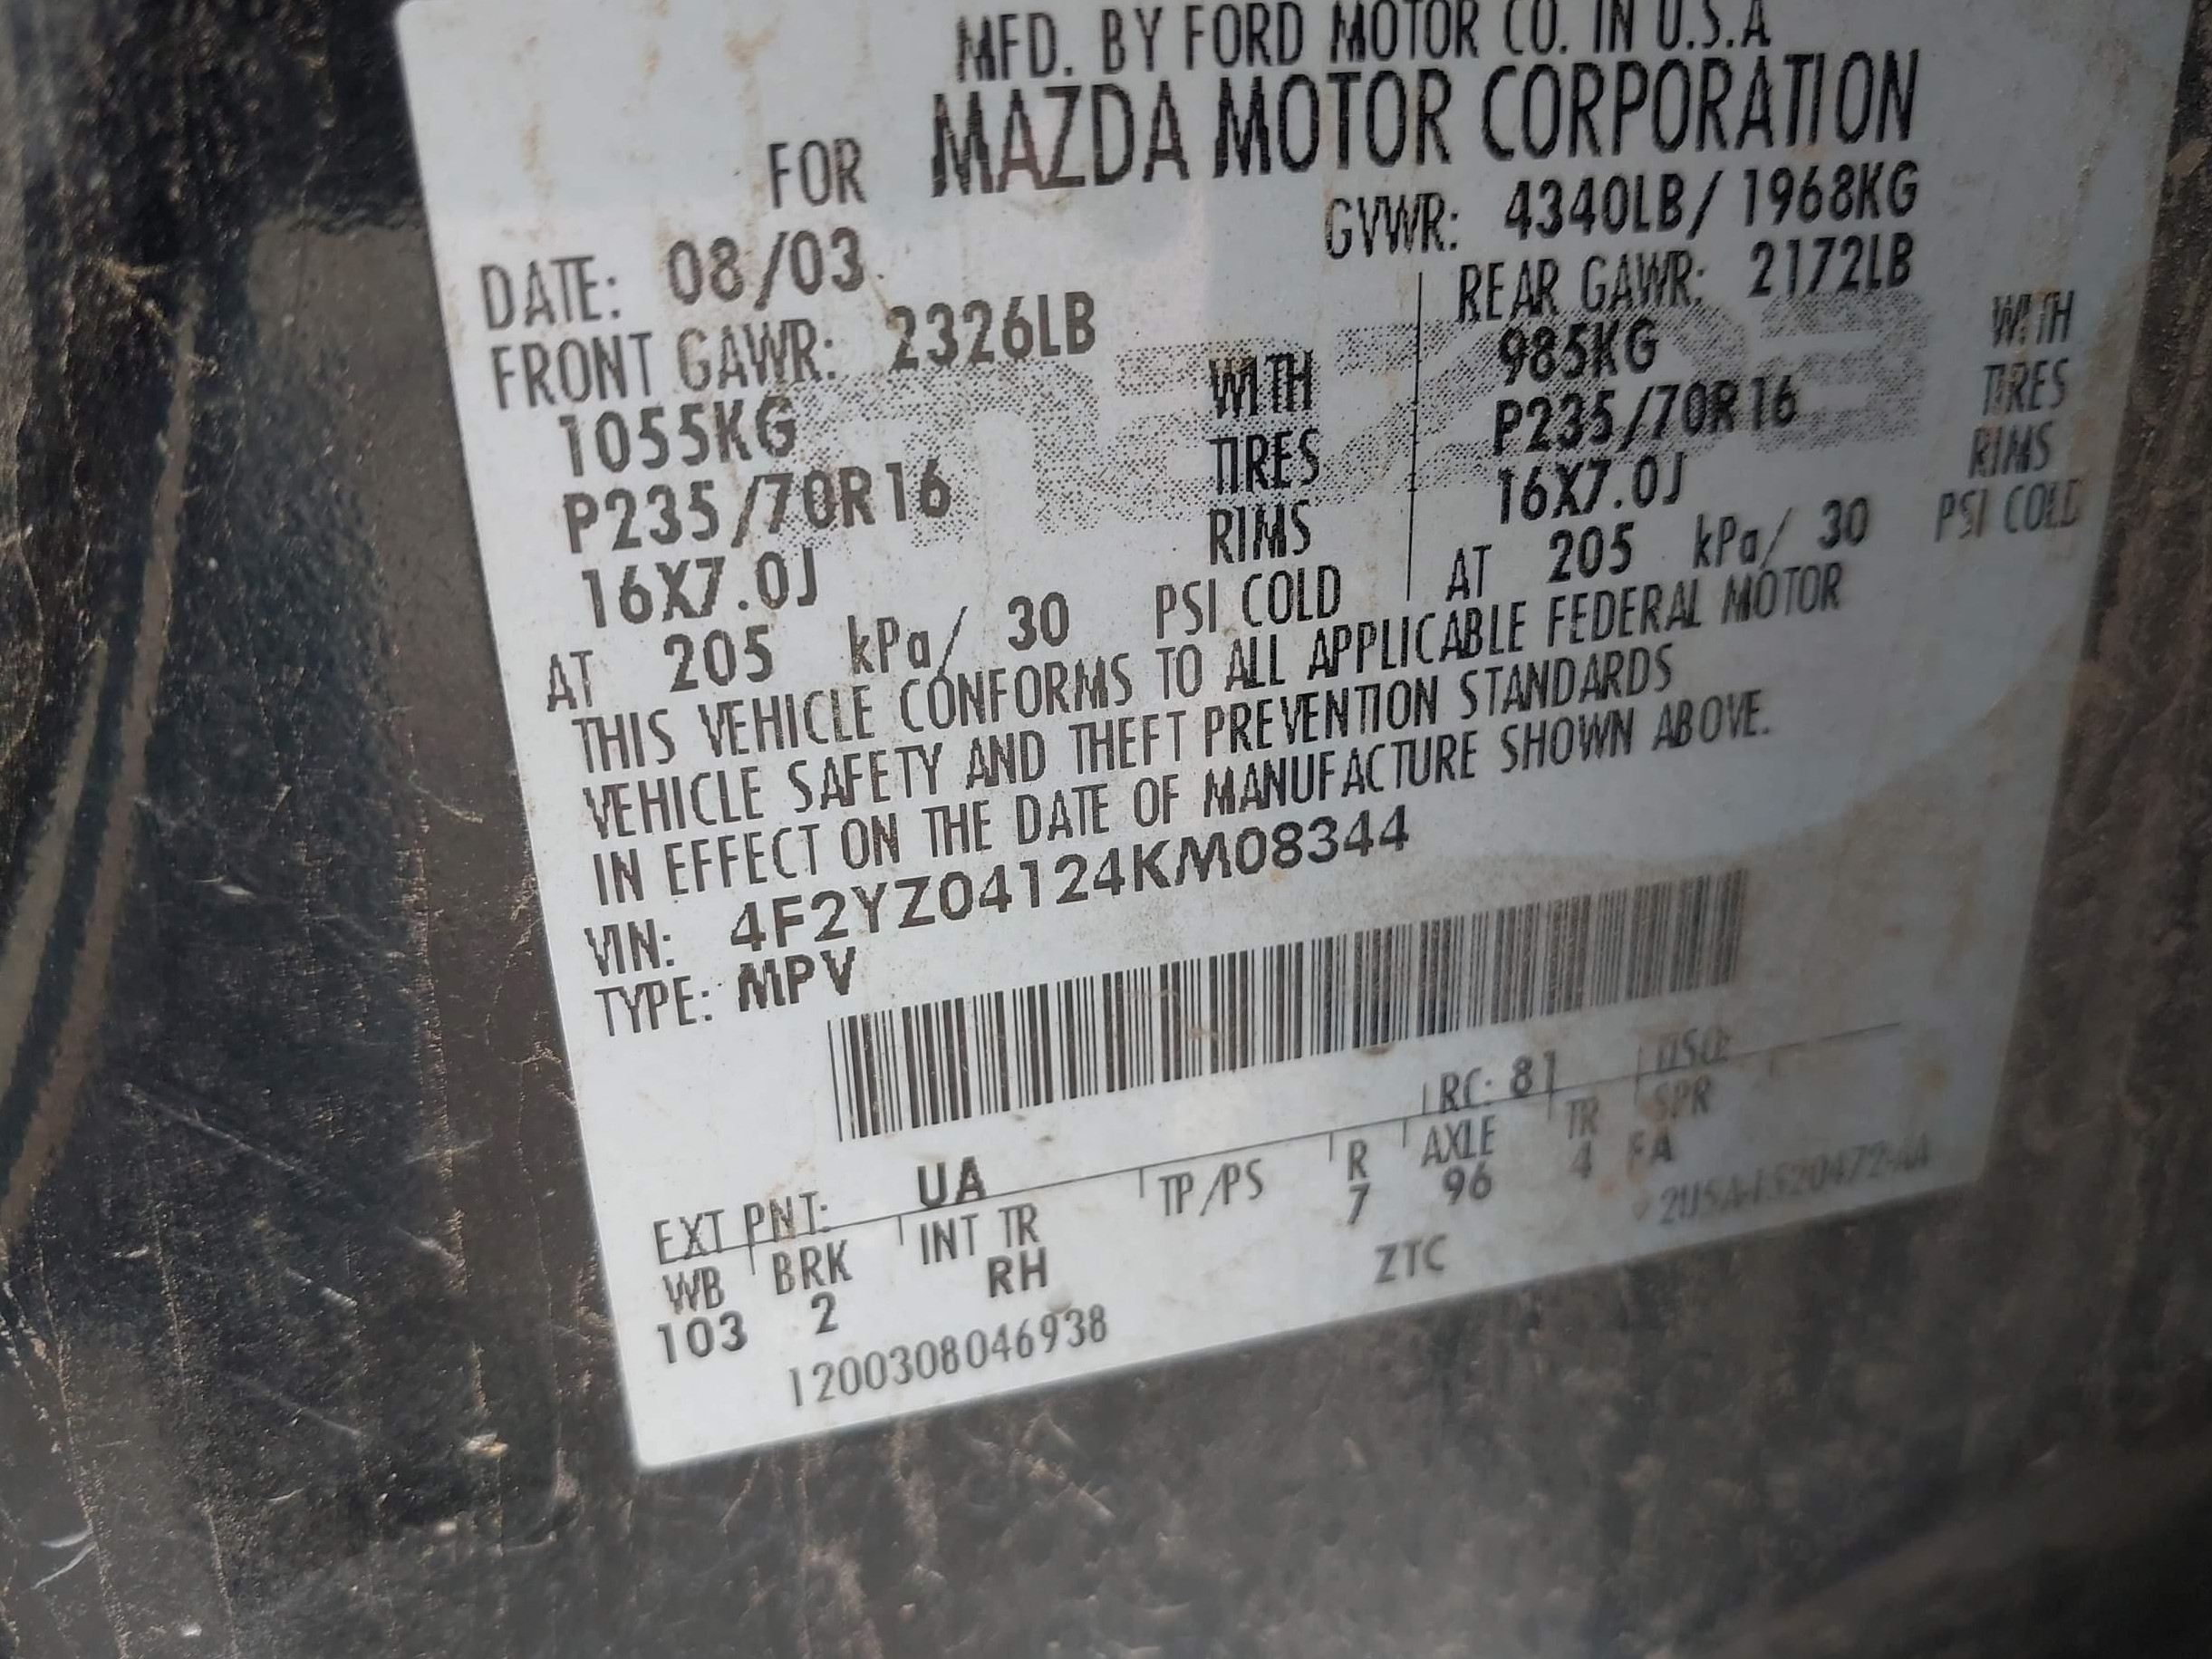 MFD. BY FORD MOTOR CO. IN U.S.A
FOR MAZDA MOTOR CORPORATION
DATE: 08/03 GVWR: 4340LB/ 1968KG
FRONT GAWR: 2326LB REAR GAWR: 2172LB
1055KG WITH 985KG WITH
P235/70R16 TIRES P235/70R16 TIRES
16X7.0J RIMS 16X7.0J RIMS
AT 205 kPa/ 30 PSI COLD AT 205 kPa/ 30 PSI COLD
THIS VEHICLE CONFORMS TO ALL APPLICABLE FEDERAL MOTOR
VEHICLE SAFETY AND THEFT PREVENTION STANDARDS
IN EFFECT ON THE DATE OF MANUFACTURE SHOWN ABOVE.
VIN: 4F2YZ04124KM08344
TYPE: MPV
EXT PNT: UA RC: 81 DSO:
WB BRK INT TR TP/PS R AXLE TR SPR
103 2 RH 7 96 4 FA
1200308046938 ZTC